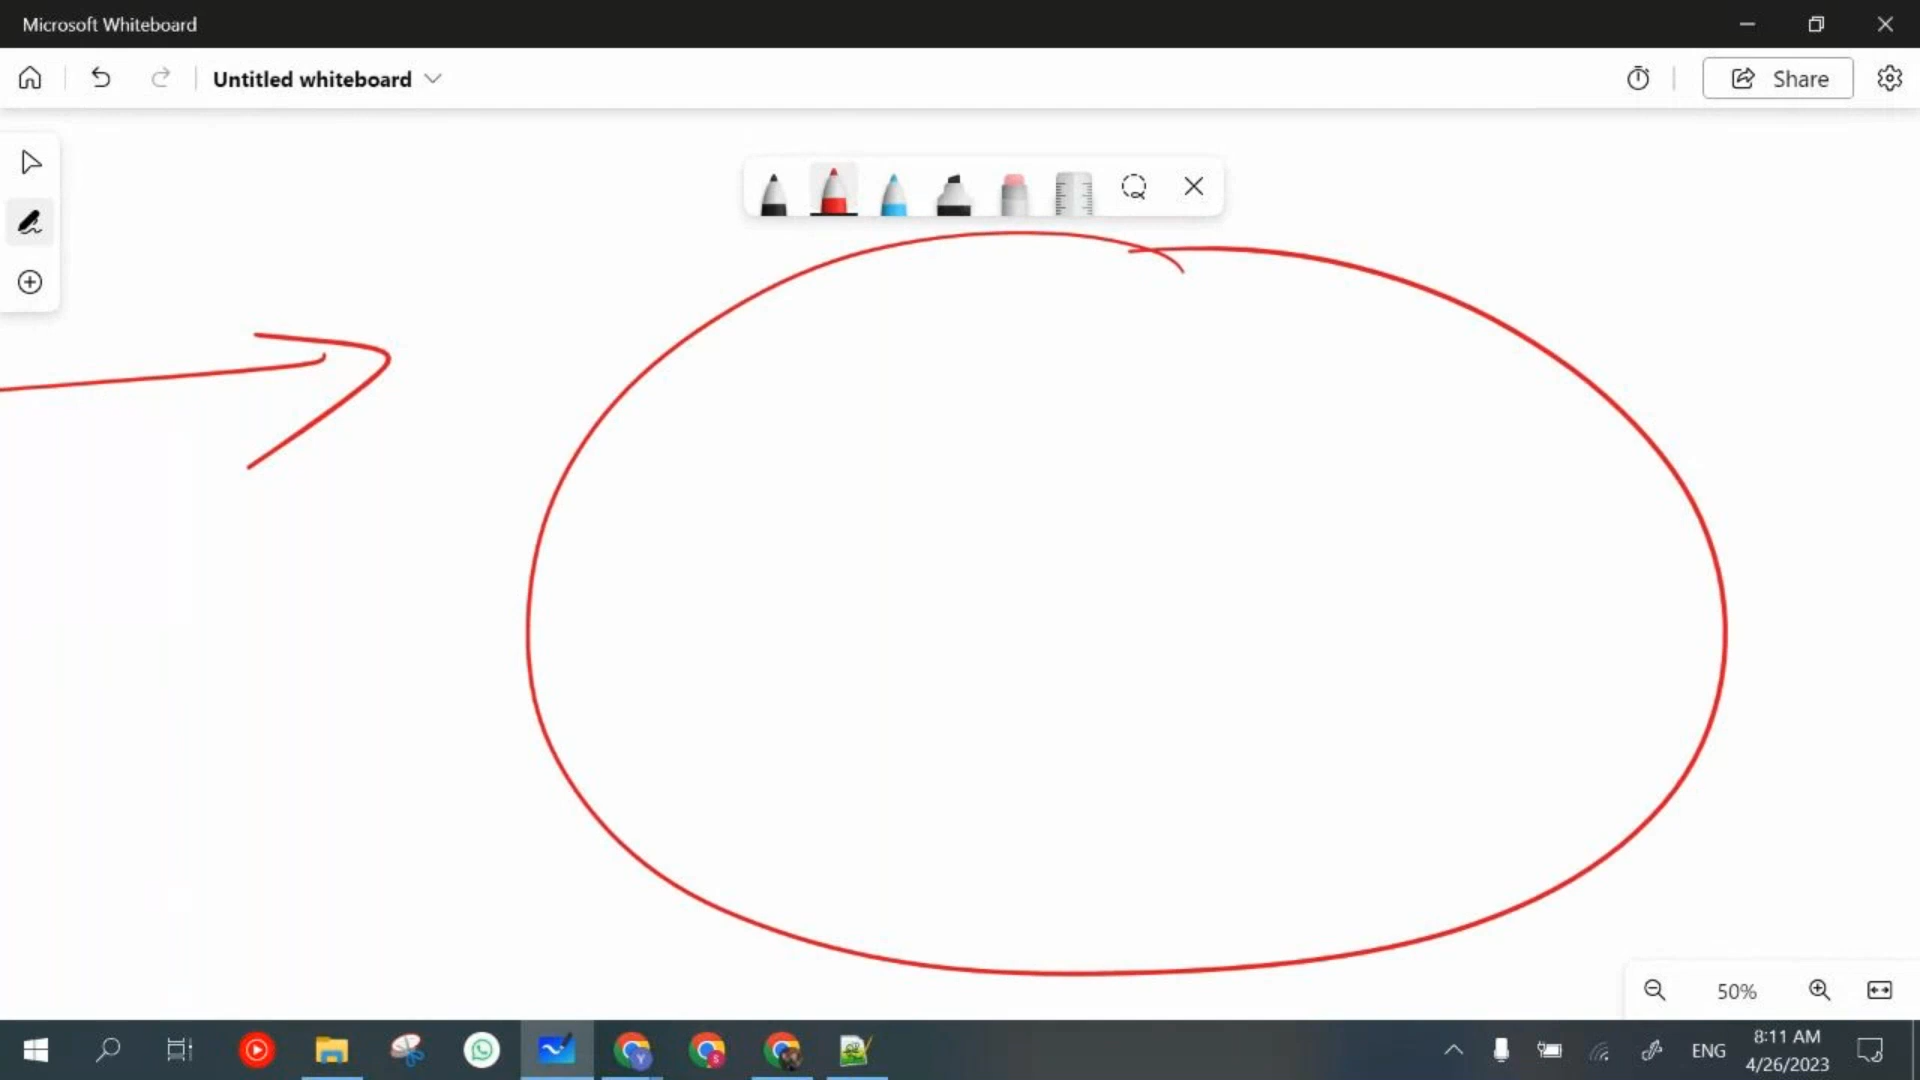 Microsoft Whiteboard
Untitled whiteboard
Share
50%
ENG
8:11 AM
4/26/2023